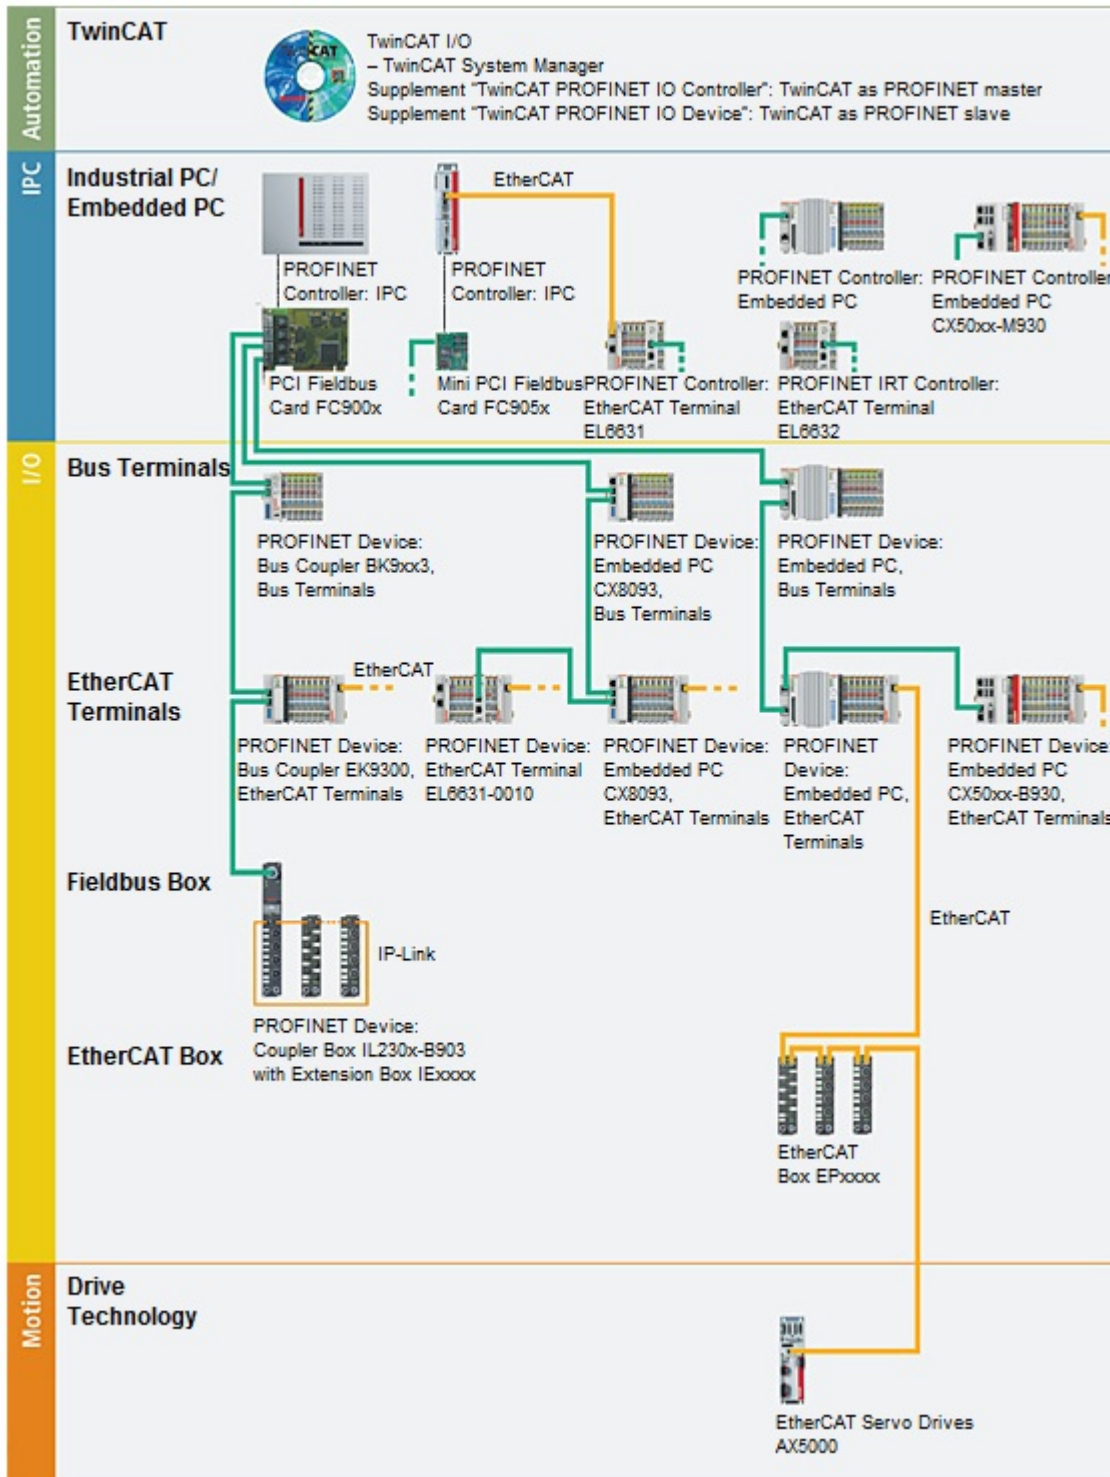 Automation
TwinCAT
TwinCAT
TwinCAT I/O
– TwinCAT System Manager
Supplement "TwinCAT PROFINET IO Controller": TwinCAT as PROFINET master
Supplement "TwinCAT PROFINET IO Device": TwinCAT as PROFINET slave
IPC
Industrial PC/
Embedded PC
EtherCAT
PROFINET
Controller: IPC
PROFINET
Controller: IPC
PROFINET Controller:
Embedded PC
PROFINET Controller
Embedded PC
CX50xx-M930
PCI Fieldbus
Card FC900x
Mini PCI Fieldbus
Card FC905x
PROFINET Controller:
EtherCAT Terminal
EL6631
PROFINET IRT Controller:
EtherCAT Terminal
EL6632
I/O
Bus Terminals
PROFINET Device:
Bus Coupler BK9xx3,
Bus Terminals
PROFINET Device:
Embedded PC
CX8093,
Bus Terminals
PROFINET Device:
Embedded PC,
Bus Terminals
EtherCAT
Terminals
EtherCAT
PROFINET Device:
Bus Coupler EK9300,
EtherCAT Terminals
PROFINET Device:
EtherCAT Terminal
EL6631-0010
PROFINET Device:
Embedded PC
CX8093,
EtherCAT Terminals
PROFINET
Device:
Embedded PC,
EtherCAT
Terminals
PROFINET Device
Embedded PC
CX50xx-B930,
EtherCAT Terminals
Fieldbus Box
IP-Link
EtherCAT
PROFINET Device:
Coupler Box IL230x-B903
with Extension Box IExxxx
EtherCAT Box
EtherCAT
Box EPxxxx
Motion
Drive
Technology
EtherCAT Servo Drives
AX5000